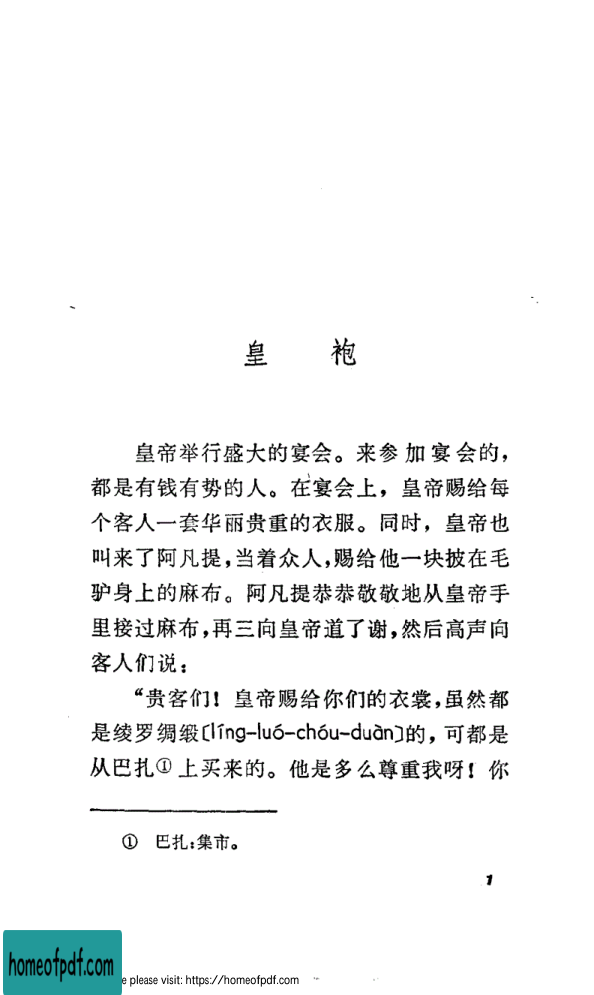 皇 袍
皇帝举行盛大的宴会。来参加宴会的,
都是有钱有势的人。在宴会上，皇帝赐给每
个客人一套华丽贵重的衣服。同时，皇帝也
叫来了阿凡提,当着众人,赐给他一块披在毛
驴身上的麻布。阿凡提恭恭敬敬地从皇帝手
里接过麻布,再三向皇帝道了谢,然后高声向
客人们说:
“贵客们! 皇帝赐给你们的衣裳,虽然都
是绫罗绸缎〔líng-luó-chóu-duàn〕的，可都是
从巴扎①上买来的。他是多么尊重我呀! 你
① 巴扎:集市。
1
homeofpdf.com
e please visit: https://homeofpdf.com